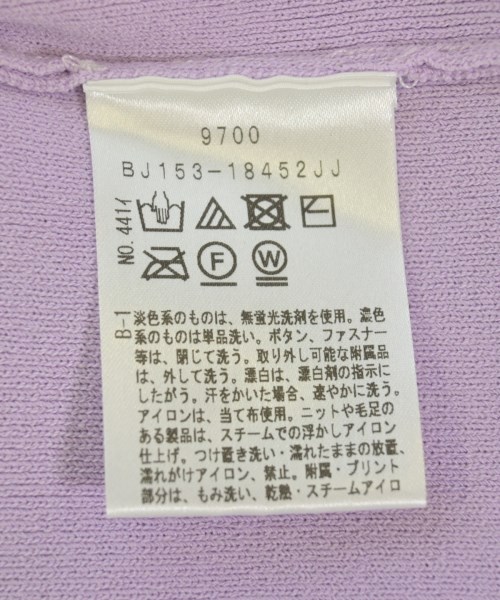 9700
BJ153-18452JJ
NO.441イ
F
W
B-1
淡色系のものは、無蛍光洗剤を使用。濃色
系のものは単品洗い。ボタン、ファスナー
等は、閉じて洗う。取り外し可能な附属品
は、外して洗う。漂白は、漂白剤の指示に
したがう。汗をかいた場合、速やかに洗う。
アイロンは、当て布使用。ニットや毛足の
ある製品は、スチームでの浮かしアイロン
仕上げ。つけ置き洗い・濡れたままの放置、
濡れがけアイロン、禁止。附属・プリント
部分は、もみ洗い、乾熱・スチームアイロ